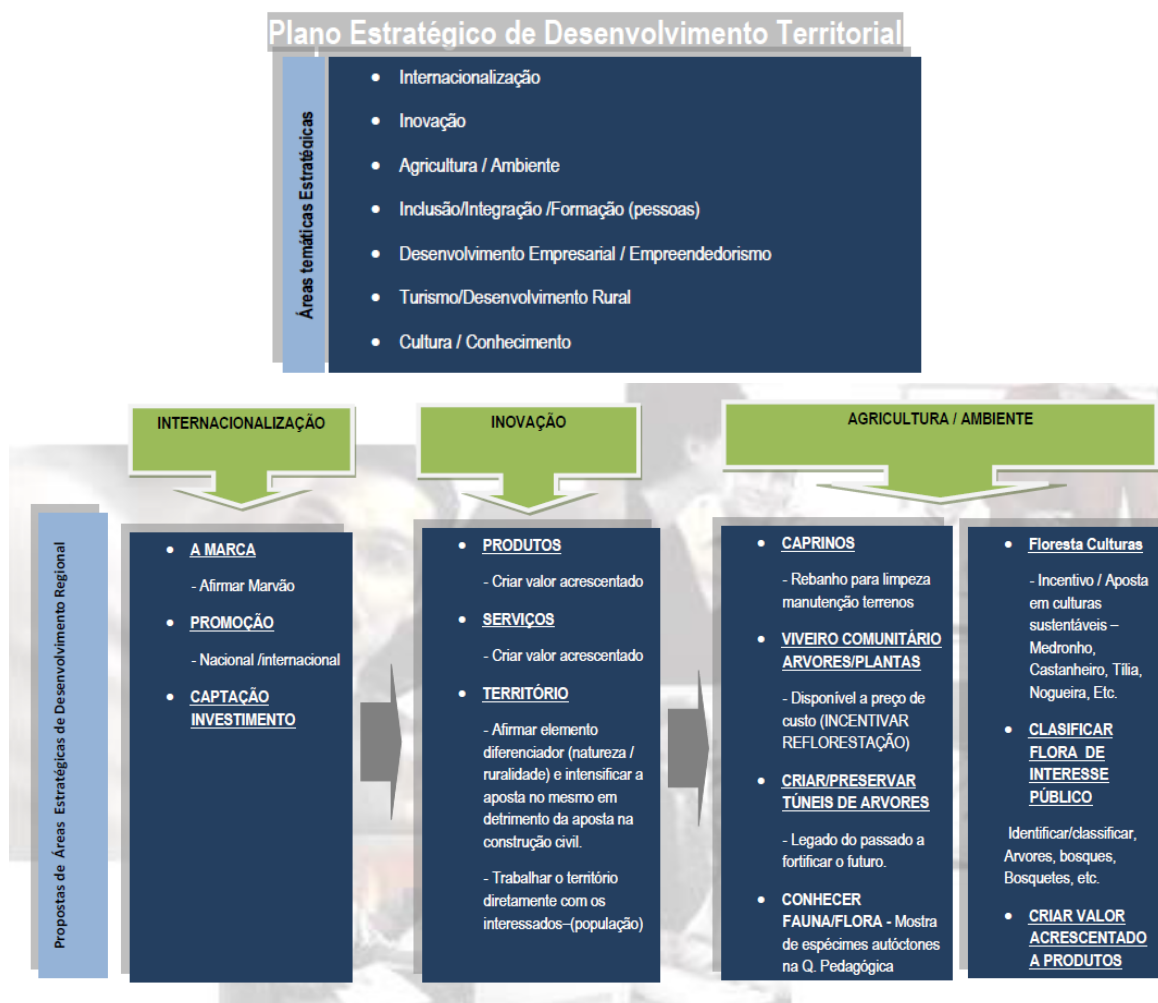 Plano Estratégico de Desenvolvimento Territorial
Áreas temáticas Estratégicas
• Internacionalização
• Inovação
• Agricultura / Ambiente
• Inclusão/Integração /Formação (pessoas)
• Desenvolvimento Empresarial / Empreendedorismo
• Turismo/Desenvolvimento Rural
• Cultura / Conhecimento
Propostas de Áreas Estratégicas de Desenvolvimento Regional
INTERNACIONALIZAÇÃO
• A MARCA
- Afirmar Marvão
• PROMOÇÃO
- Nacional /internacional
• CAPTAÇÃO
INVESTIMENTO
INOVAÇÃO
• PRODUTOS
- Criar valor acrescentado
• SERVIÇOS
- Criar valor acrescentado
• TERRITÓRIO
- Afirmar elemento
diferenciador (natureza /
ruralidade) e intensificar a
aposta no mesmo em
detrimento da aposta na
construção civil.
- Trabalhar o território
diretamente com os
interessados–(população)
AGRICULTURA / AMBIENTE
• CAPRINOS
- Rebanho para limpeza
manutenção terrenos
• VIVEIRO COMUNITÁRIO
ARVORES/PLANTAS
- Disponível a preço de
custo (INCENTIVAR
REFLORESTAÇÃO)
• CRIAR/PRESERVAR
TÚNEIS DE ARVORES
- Legado do passado a
fortificar o futuro.
• CONHECER
FAUNA/FLORA - Mostra
de espécimes autóctones
na Q. Pedagógica
• Floresta Culturas
- Incentivo / Aposta
em culturas
sustentáveis –
Medronho,
Castanheiro, Tília,
Nogueira, Etc.
• CLASIFICAR
FLORA DE
INTERESSE
PÚBLICO
Identificar/classificar,
Arvores, bosques,
Bosquetes, etc.
• CRIAR VALOR
ACRESCENTADO
A PRODUTOS